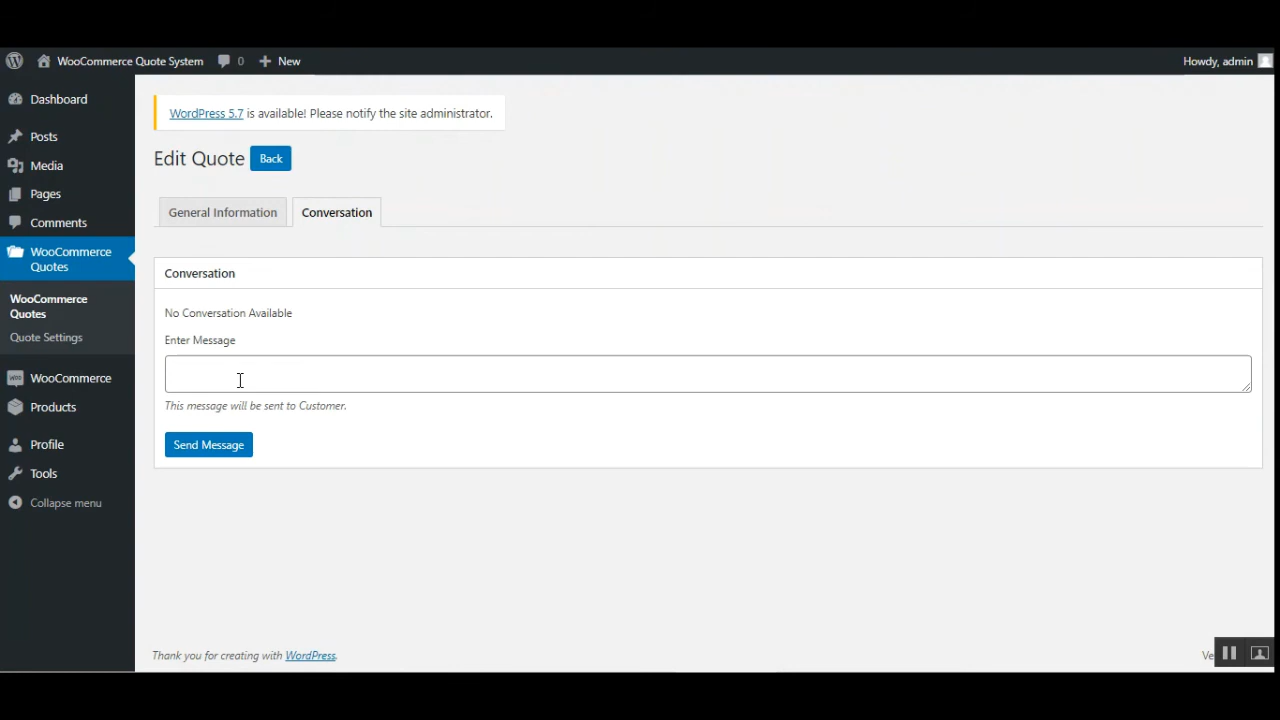 WooCommerce Quote System 0 New Howdy, admin
Dashboard
Posts
Media
Pages
Comments
WooCommerce
Quotes
WooCommerce
Quotes
Quote Settings
WooCommerce
Products
Profile
Tools
Collapse menu
WordPress 5.7 is available! Please notify the site administrator.
Edit Quote Back
General Information Conversation
Conversation
No Conversation Available
Enter Message
This message will be sent to Customer.
Send Message
Thank you for creating with WordPress.